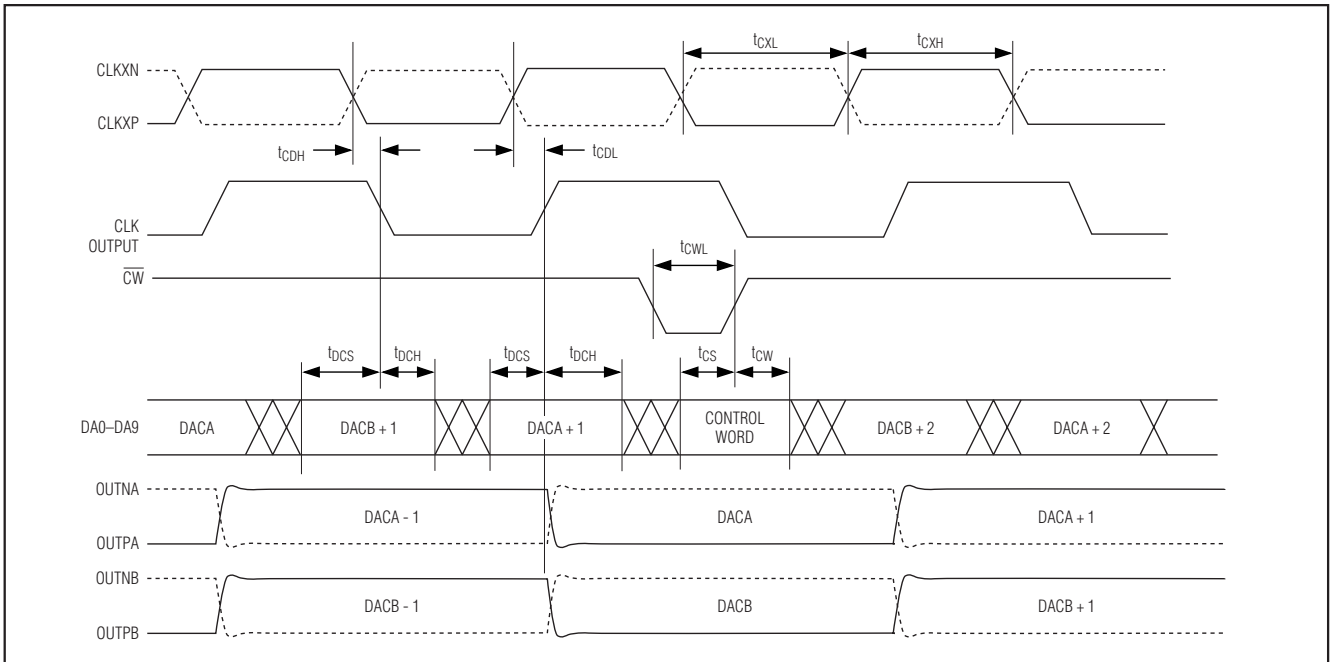 tCXL tCXH
CLKXN
CLKXP
tCDH tCDL
CLK
OUTPUT
tCWL
CW
tDCS tDCH tDCS tDCH tCS tCW
DA0–DA9 DACA DACB + 1 DACA + 1 CONTROL WORD DACB + 2 DACA + 2
OUTNA
DACA - 1 DACA DACA + 1
OUTPA
OUTNB
DACB - 1 DACB DACB + 1
OUTPB